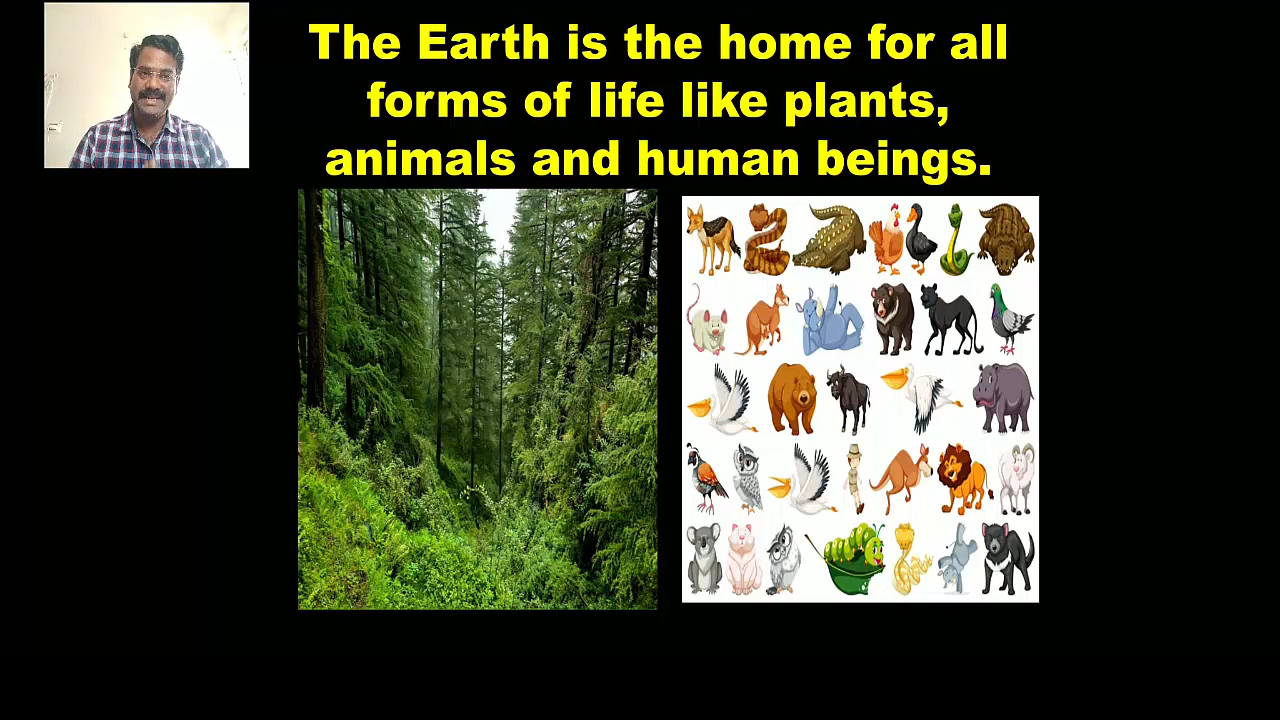 The Earth is the home for all
forms of life like plants,
animals and human beings.